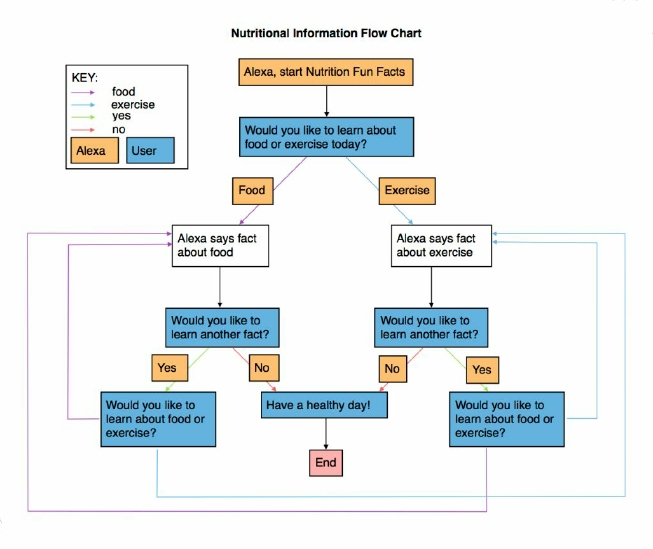 Nutritional Information Flow Chart
KEY:
food
exercise
yes
no
Alexa
User
Alexa, start Nutrition Fun Facts
Would you like to learn about
food or exercise today?
Food
Exercise
Alexa says fact
about food
Alexa says fact
about exercise
Would you like to
learn another fact?
Would you like to
learn another fact?
Yes
No
No
Yes
Would you like to
learn about food or
exercise?
Have a healthy day!
Would you like to
learn about food or
exercise?
End